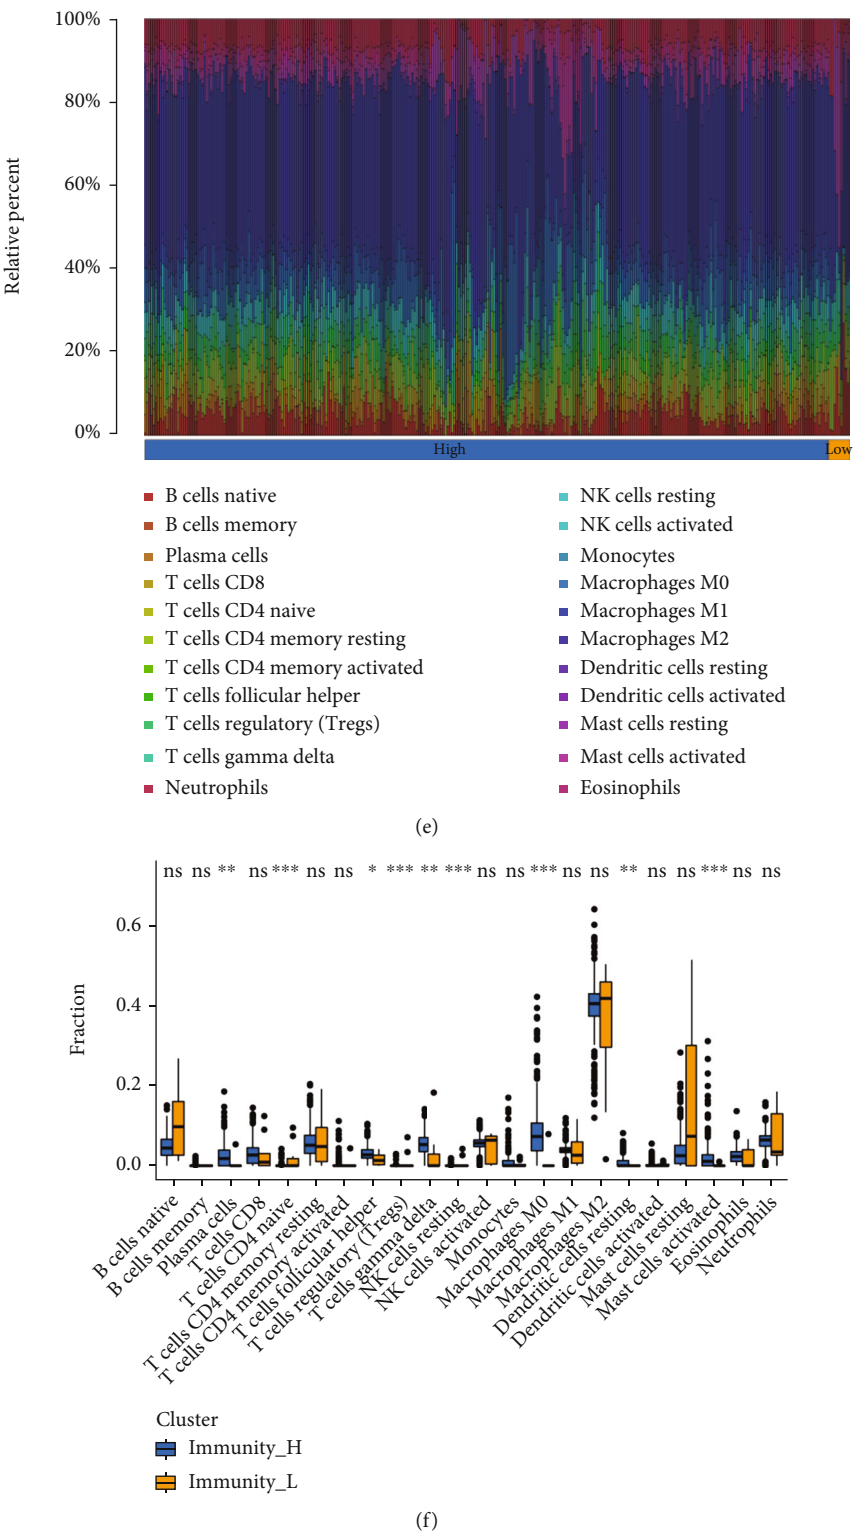 100%
80%
60%
40%
20%
0%
Relative percent
High
Low
B cells native
B cells memory
Plasma cells
T cells CD8
T cells CD4 naive
T cells CD4 memory resting
T cells CD4 memory activated
T cells follicular helper
T cells regulatory (Tregs)
T cells gamma delta
Neutrophils
NK cells resting
NK cells activated
Monocytes
Macrophages M0
Macrophages M1
Macrophages M2
Dendritic cells resting
Dendritic cells activated
Mast cells resting
Mast cells activated
Eosinophils
(e)
ns ns ** ns *** ns ns * *** ** *** ns ns *** ns ns ** ns ns *** ns ns
0.6
0.4
0.2
0.0
Fraction
B cells native
B cells memory
Plasma cells
T cells CD8
T cells CD4 naive
T cells CD4 memory resting
T cells CD4 memory activated
T cells follicular helper
T cells regulatory (Tregs)
T cells gamma delta
NK cells resting
NK cells activated
Monocytes
Macrophages M0
Macrophages M1
Macrophages M2
Dendritic cells resting
Dendritic cells activated
Mast cells resting
Mast cells activated
Eosinophils
Neutrophils
Cluster
Immunity_H
Immunity_L
(f)